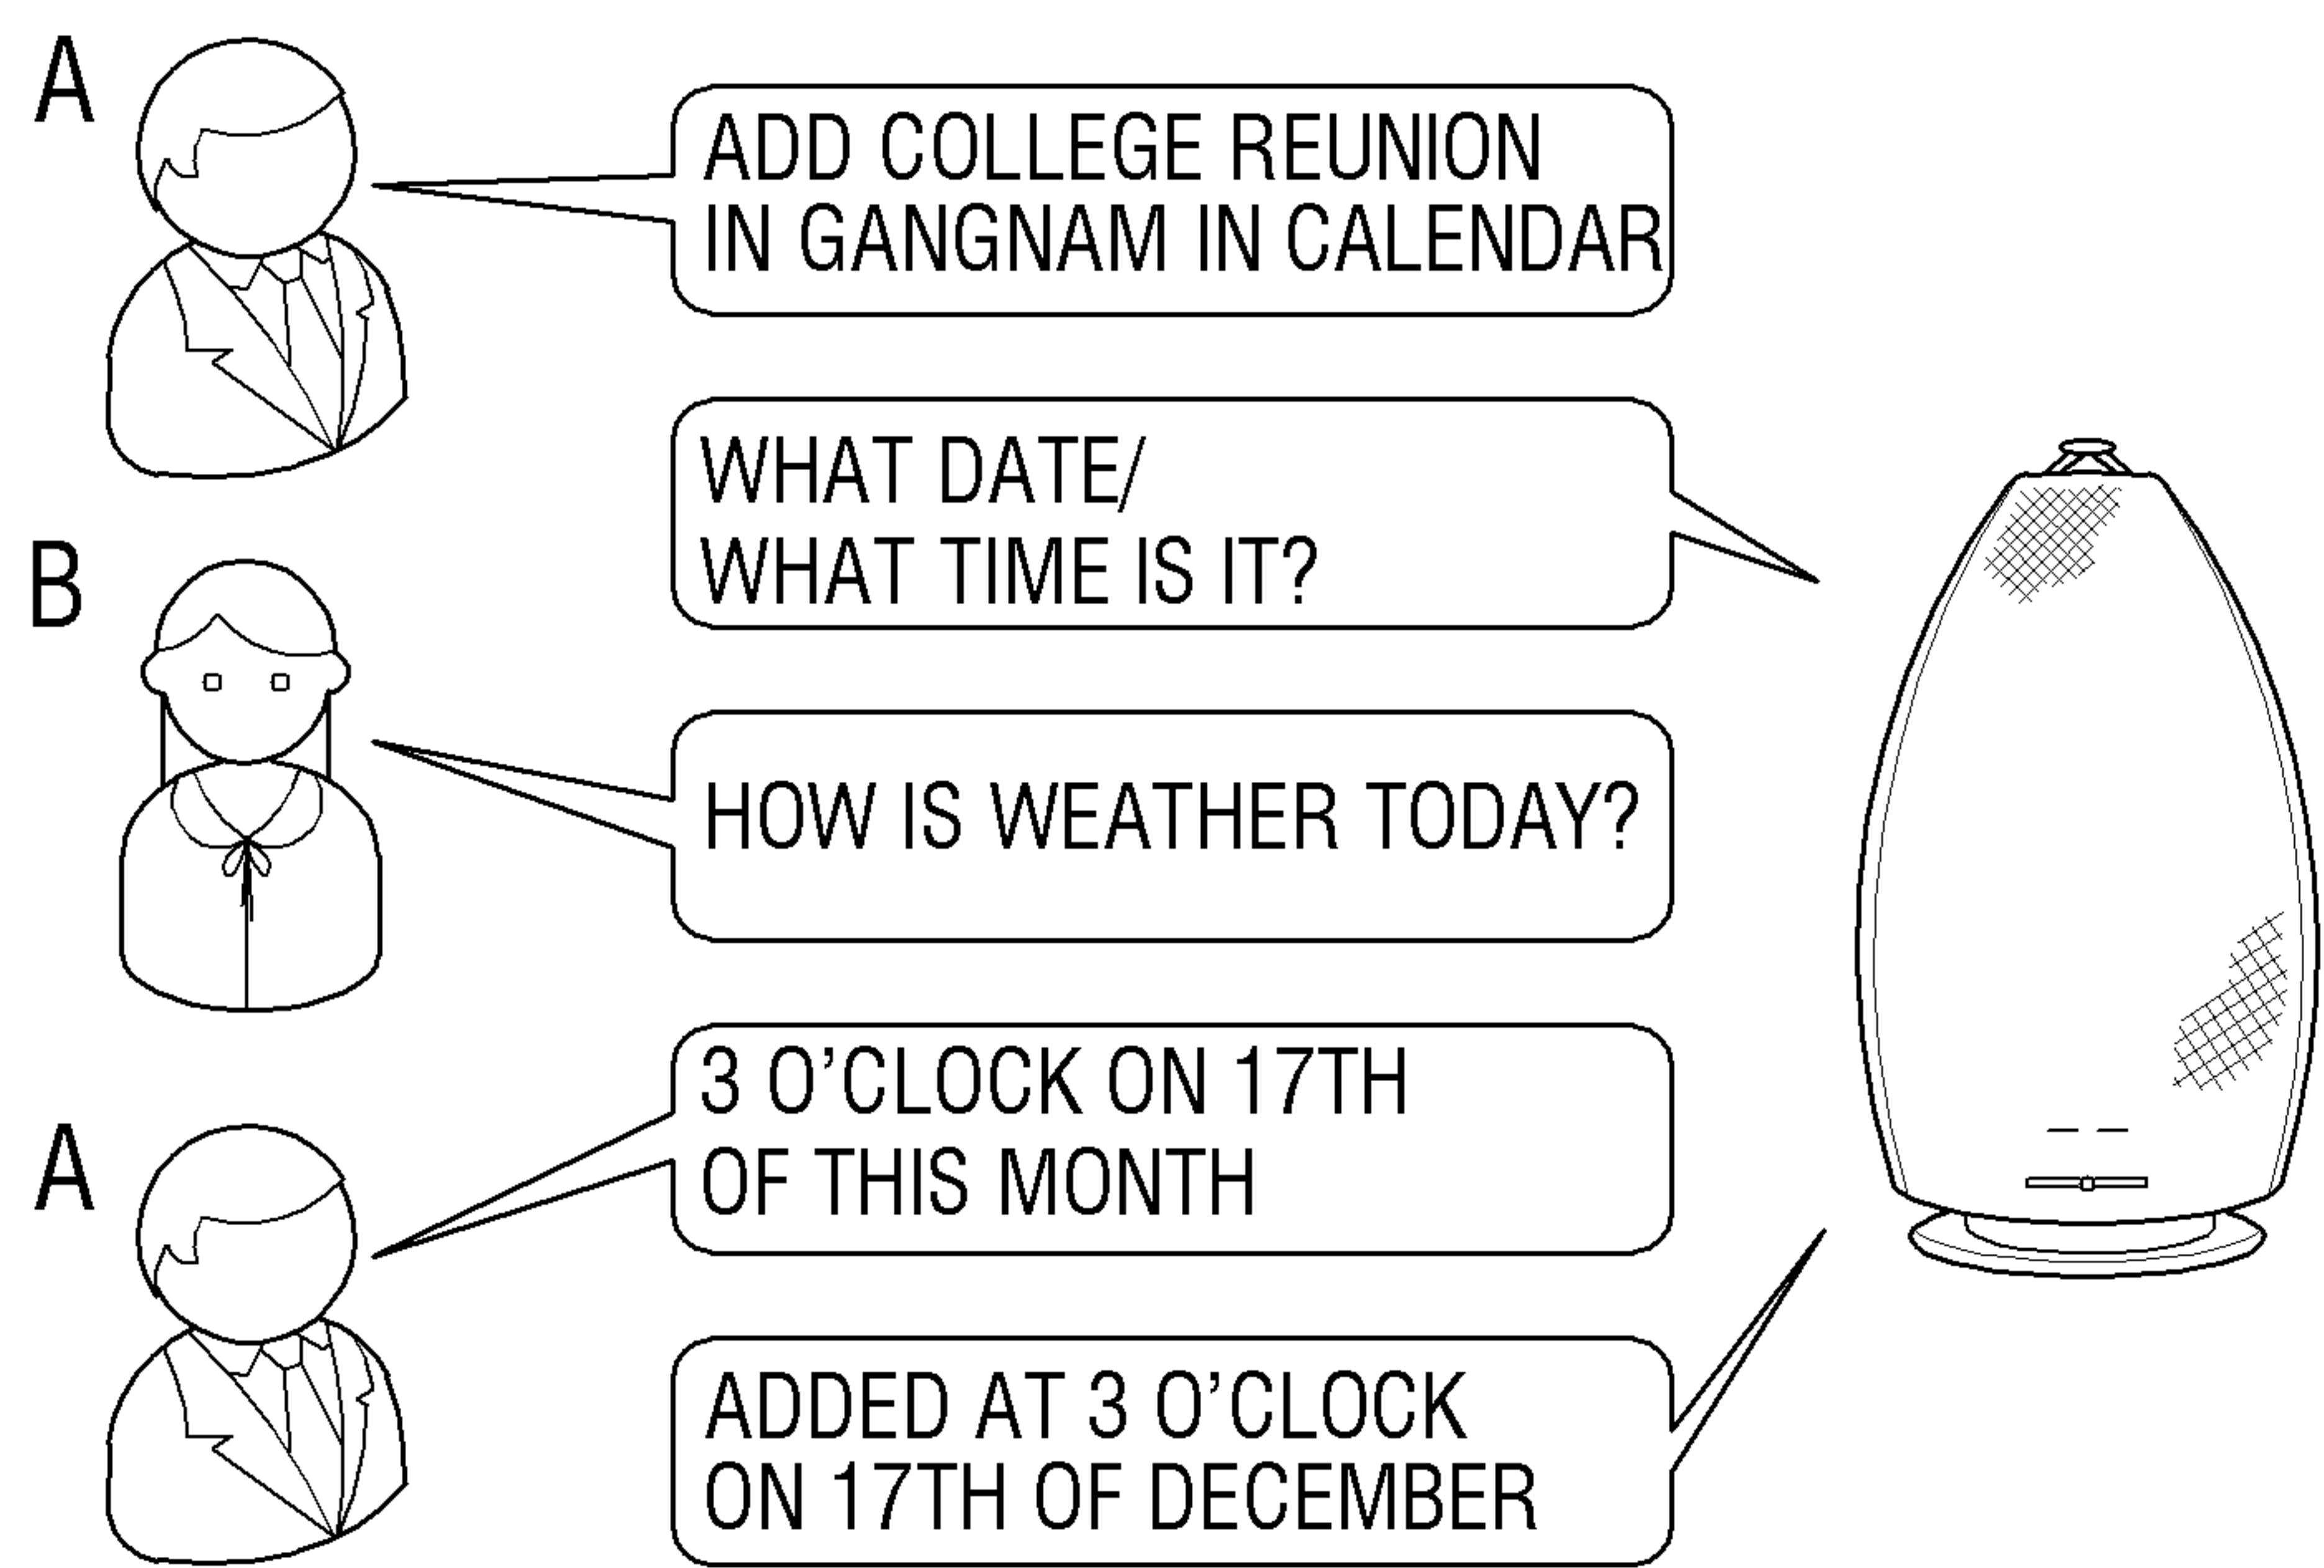 A
ADD COLLEGE REUNION
IN GANGNAM IN CALENDAR
WHAT DATE/
WHAT TIME IS IT?
B
HOW IS WEATHER TODAY?
A
3 O'CLOCK ON 17TH
OF THIS MONTH
ADDED AT 3 O'CLOCK
ON 17TH OF DECEMBER